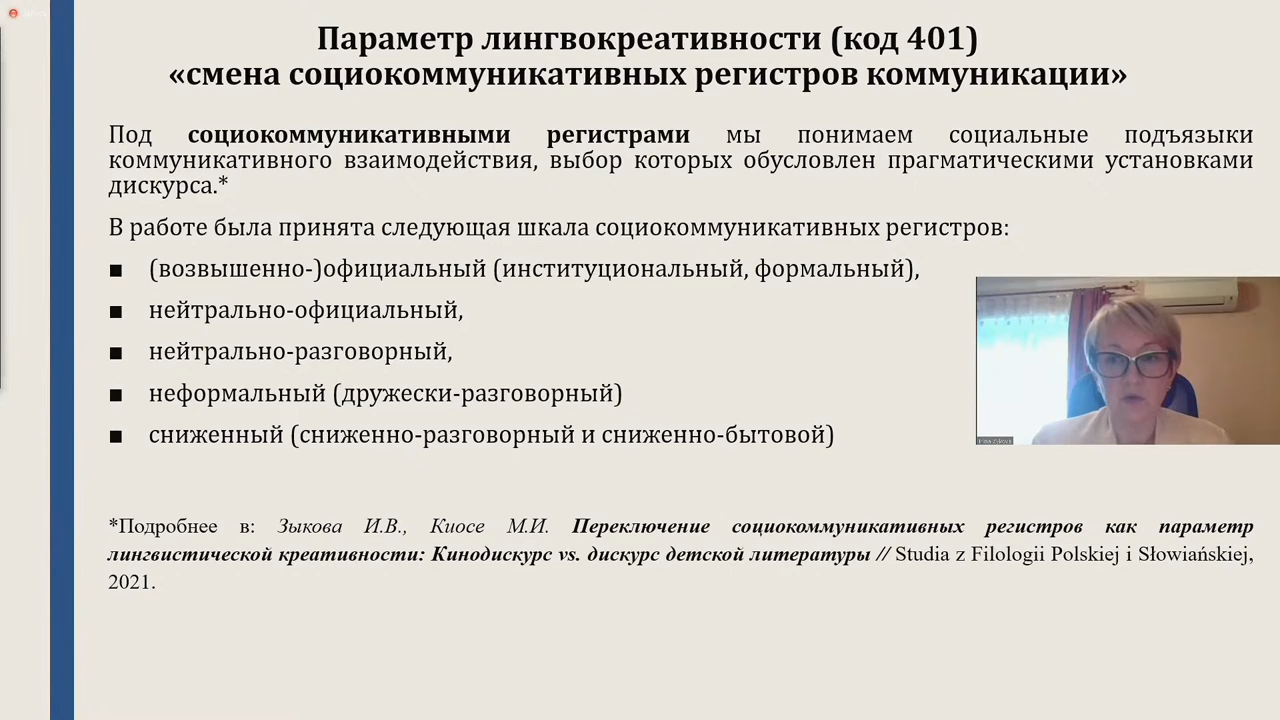 Параметр лингвокреативности (код 401)
«смена социокоммуникативных регистров коммуникации»
Под социокоммуникативными регистрами мы понимаем социальные подъязыки
коммуникативного взаимодействия, выбор которых обусловлен прагматическими установками
дискурса.*
В работе была принята следующая шкала социокоммуникативных регистров:
■ (возвышенно-)официальный (институциональный, формальный),
■ нейтрально-официальный,
■ нейтрально-разговорный,
■ неформальный (дружески-разговорный)
■ сниженный (сниженно-разговорный и сниженно-бытовой)
*Подробнее в: Зыкова И.В., Киосе М.И. Переключение социокоммуникативных регистров как параметр
лингвистической креативности: Кинодискурс vs. дискурс детской литературы // Studia z Filologii Polskiej i Słowiańskiej,
2021.